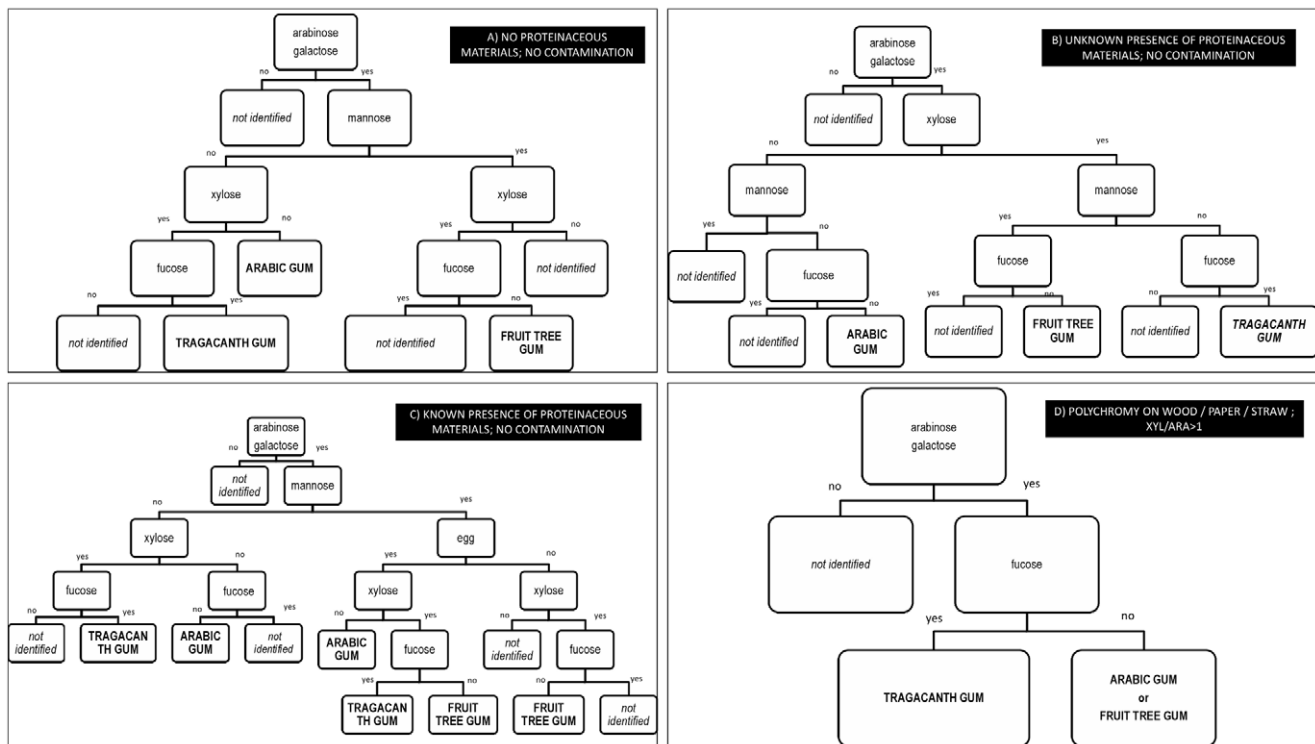 A) NO PROTEINACEOUS
MATERIALS; NO CONTAMINATION
arabinose
galactose
no
yes
not identified
mannose
no
yes
xylose
xylose
yes
no
yes
no
fucose
ARABIC GUM
fucose
not identified
no
yes
yes
no
not identified
TRAGACANTH GUM
not identified
FRUIT TREE
GUM
B) UNKNOWN PRESENCE OF PROTEINACEOUS
MATERIALS; NO CONTAMINATION
arabinose
galactose
no
yes
not identified
xylose
no
yes
mannose
mannose
yes
no
yes
no
not identified
fucose
fucose
fucose
yes
no
yes
no
no
yes
not identified
ARABIC
GUM
not identified
FRUIT TREE
GUM
not identified
TRAGACANTH
GUM
C) KNOWN PRESENCE OF PROTEINACEOUS
MATERIALS; NO CONTAMINATION
arabinose
galactose
no
yes
not
identified
mannose
no
yes
xylose
egg
yes
no
yes
no
fucose
fucose
xylose
xylose
no
yes
no
yes
no
yes
no
yes
not
identified
TRAGACAN
TH GUM
ARABIC
GUM
not
identified
ARABIC
GUM
fucose
not
identified
fucose
yes
no
no
yes
TRAGACAN
TH GUM
FRUIT
TREE GUM
FRUIT
TREE GUM
not
identified
D) POLYCHROMY ON WOOD / PAPER / STRAW ;
XYL/ARA>1
arabinose
galactose
no
yes
not identified
fucose
yes
no
TRAGACANTH GUM
ARABIC GUM
or
FRUIT TREE GUM